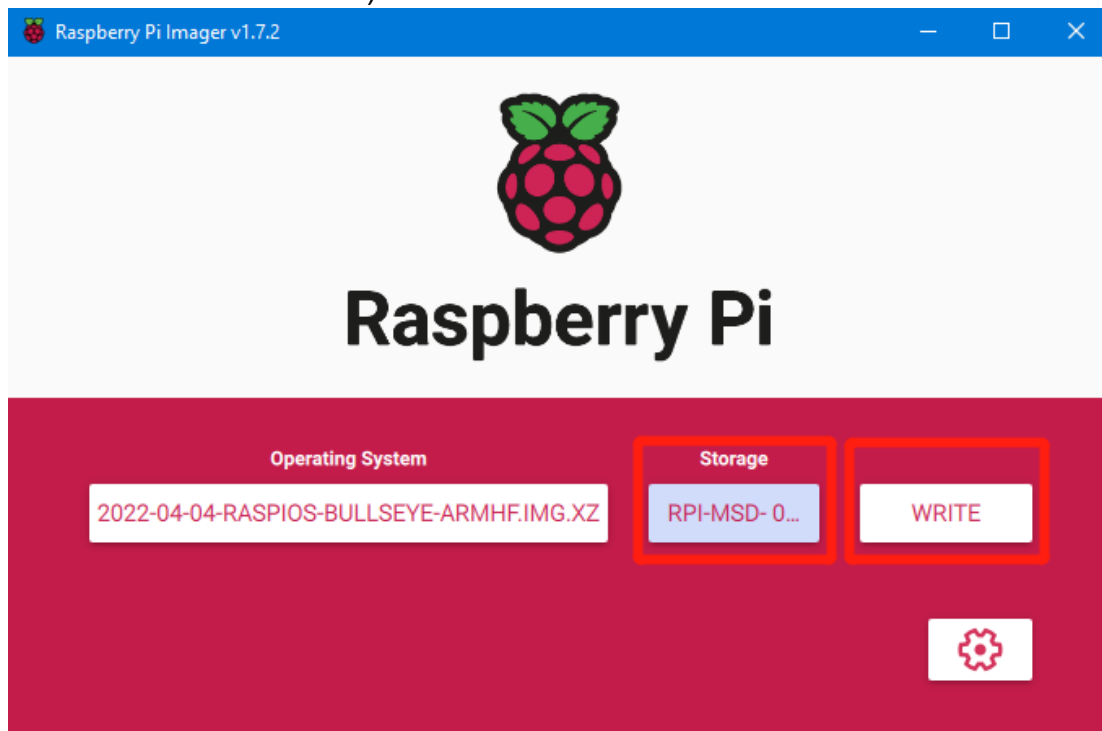 Raspberry Pi Imager v1.7.2
Raspberry Pi
Operating System
Storage
2022-04-04-RASPIOS-BULLSEYE-ARMHF.IMG.XZ
RPI-MSD- 0...
WRITE